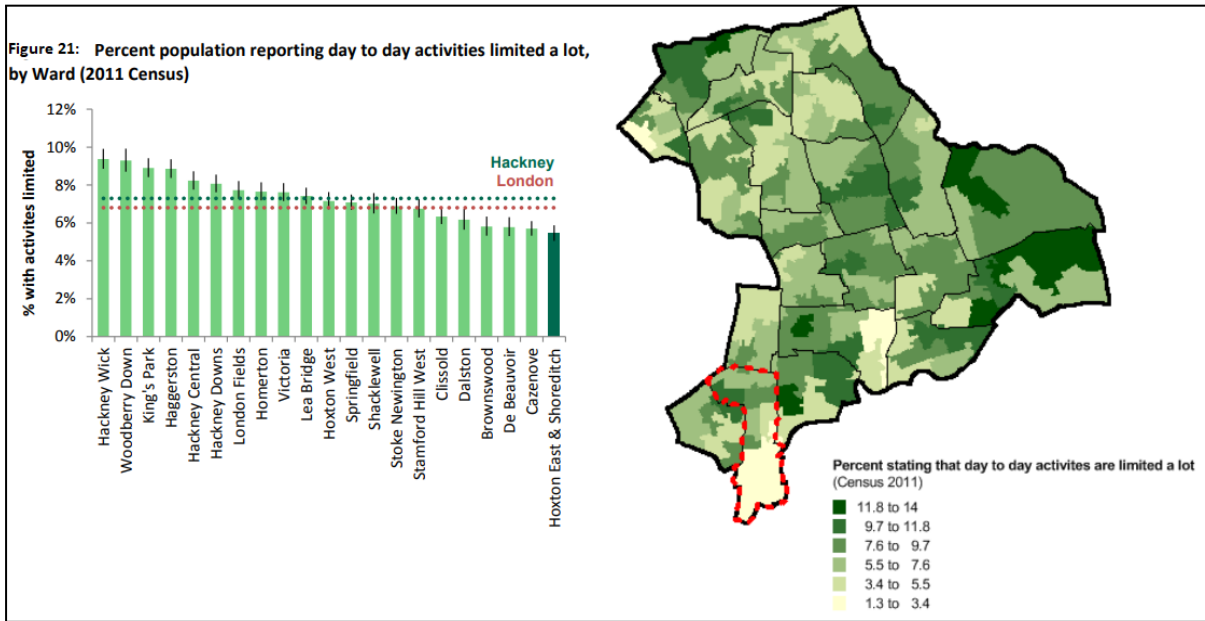 Figure 21: Percent population reporting day to day activities limited a lot,
by Ward (2011 Census)
% with activities limited
12%
10%
8%
6%
4%
2%
0%
Hackney
London
Hackney Wick
Woodberry Down
King's Park
Haggerston
Hackney Central
Hackney Downs
London Fields
Homerton
Victoria
Lea Bridge
Hoxton West
Springfield
Shacklewell
Stoke Newington
Stamford Hill West
Clissold
Dalston
Brownswood
De Beauvoir
Cazenove
Hoxton East & Shoreditch
Percent stating that day to day activites are limited a lot
(Census 2011)
11.8 to 14
9.7 to 11.8
7.6 to 9.7
5.5 to 7.6
3.4 to 5.5
1.3 to 3.4